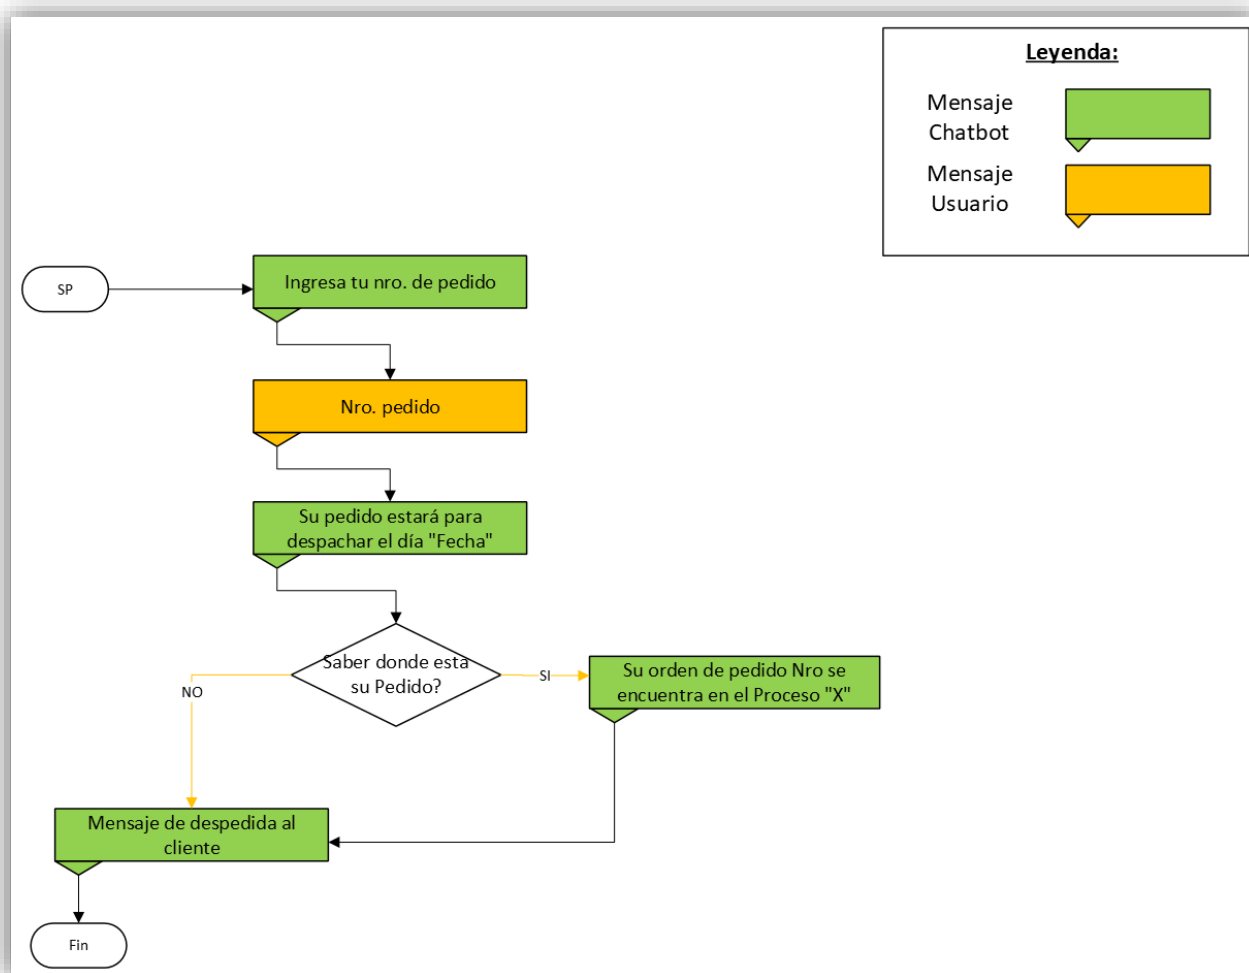 Leyenda:
Mensaje
Chatbot
Mensaje
Usuario
SP
Ingresa tu nro. de pedido
Nro. pedido
Su pedido estará para
despachar el día "Fecha"
Saber donde esta
su Pedido?
SI
Su orden de pedido Nro se
encuentra en el Proceso "X"
NO
Mensaje de despedida al
cliente
Fin